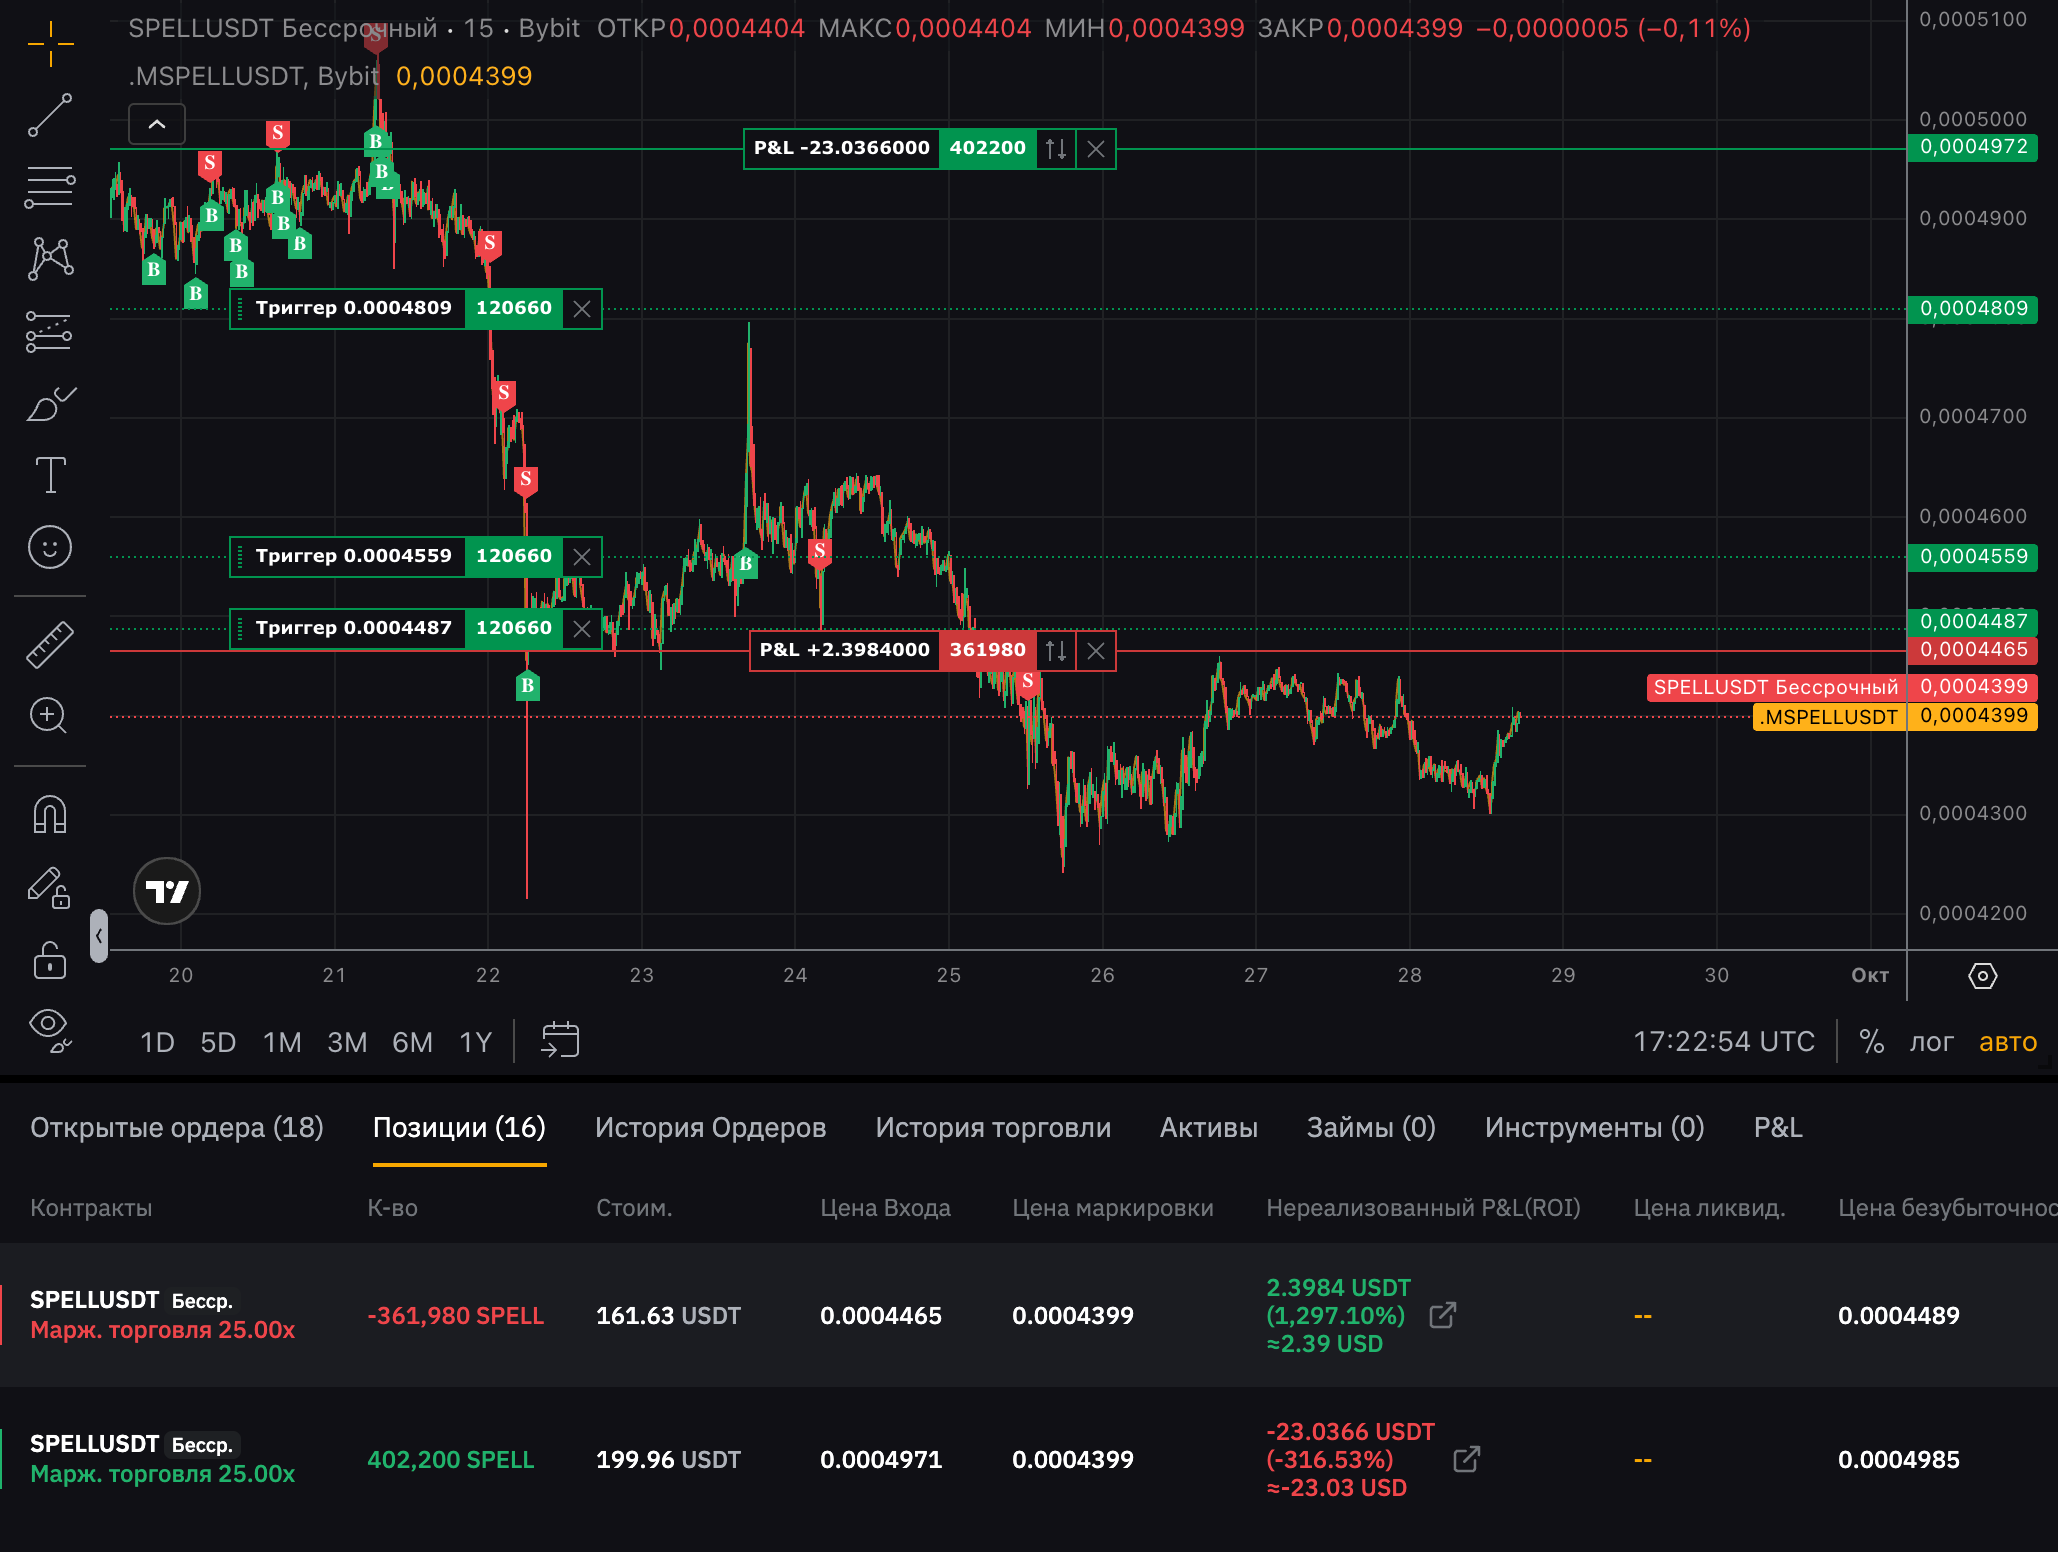 SPELLUSDT Бессрочный · 15 · Bybit ОТКР0,0004404 МАКС0,0004404 МИН0,0004399 ЗАКР0,0004399 −0,0000005 (−0,11%)
.MSPELLUSDT, Bybit 0,0004399
0,0005100
0,0005000
P&L -23.0366000 402200
0,0004972
0,0004900
Триггер 0.0004809 120660
0,0004809
0,0004700
0,0004600
Триггер 0.0004559 120660
0,0004559
Триггер 0.0004487 120660
0,0004487
P&L +2.3984000 361980
0,0004465
SPELLUSDT Бессрочный 0,0004399
.MSPELLUSDT 0,0004399
0,0004300
0,0004200
S
S
S
S
S
S
S
S
B
B
B
B
B
B
B
B
B
B
B
B
B
20 21 22 23 24 25 26 27 28 29 30 Окт
1D 5D 1M 3M 6M 1Y
17:22:54 UTC % лог авто
Открытые ордера (18) Позиции (16) История Ордеров История торговли Активы Займы (0) Инструменты (0) P&L
Контракты К-во Стоим. Цена Входа Цена маркировки Нереализованный P&L(ROI) Цена ликвид. Цена безубыточнос
SPELLUSDT Бесср.
Марж. торговля 25.00x
-361,980 SPELL 161.63 USDT 0.0004465 0.0004399
2.3984 USDT
(1,297.10%)
≈2.39 USD
-- 0.0004489
SPELLUSDT Бесср.
Марж. торговля 25.00x
402,200 SPELL 199.96 USDT 0.0004971 0.0004399
-23.0366 USDT
(-316.53%)
≈-23.03 USD
-- 0.0004985